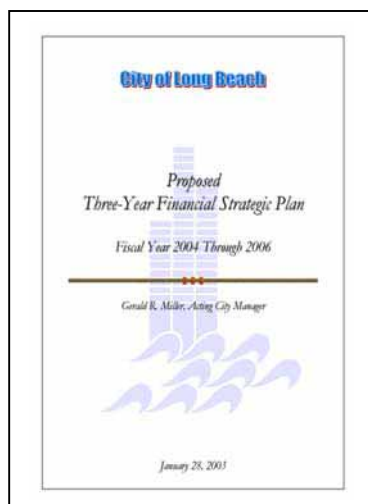 City of Long Beach
Proposed
Three-Year Financial Strategic Plan
Fiscal Year 2004 Through 2006
Gerald R. Miller, Acting City Manager
January 28, 2003